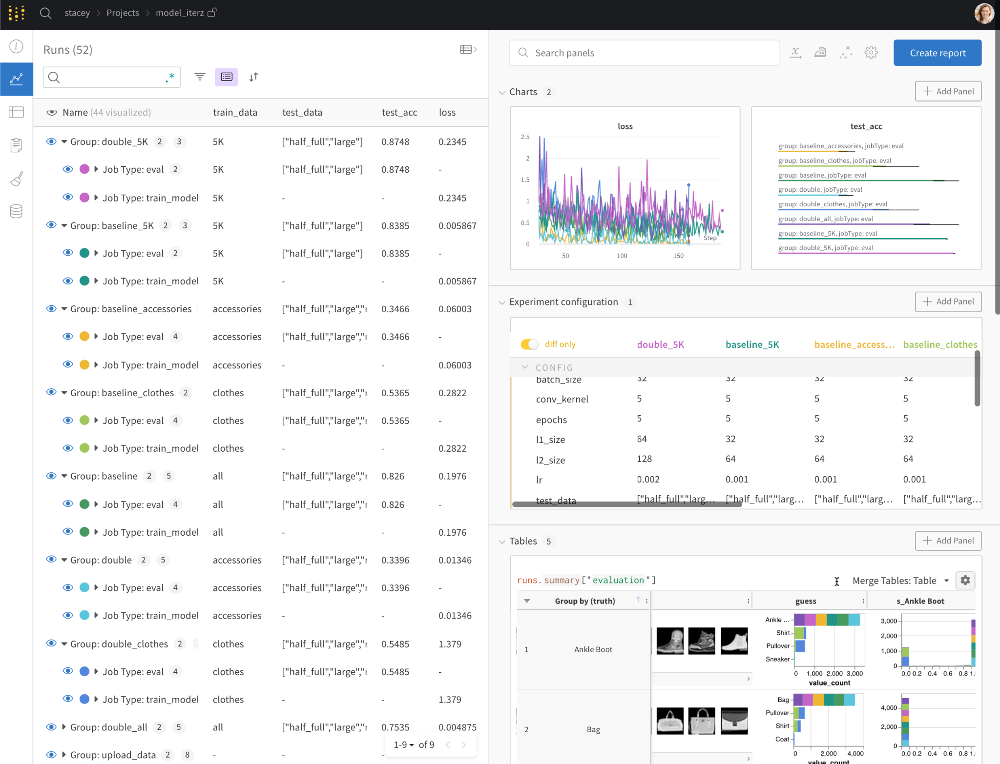 stacey > Projects > model_iterz
Runs (52)
.*
Name (44 visualized) train_data test_data test_acc loss
Group: double_5K 2 3 5K ["half_full","large"] 0.8748 0.2345
Job Type: eval 2 5K ["half_full","large"] 0.8748 -
Job Type: train_model 5K - - 0.2345
Group: baseline_5K 2 3 5K ["half_full","large"] 0.8385 0.005867
Job Type: eval 2 5K ["half_full","large"] 0.8385 -
Job Type: train_model 5K - - 0.005867
Group: baseline_accessories accessories ["half_full","large","r 0.3466 0.06003
Job Type: eval 4 accessories ["half_full","large","r 0.3466 -
Job Type: train_model accessories - - 0.06003
Group: baseline_clothes 2 clothes ["half_full","large","r 0.5365 0.2822
Job Type: eval 4 clothes ["half_full","large","r 0.5365 -
Job Type: train_model clothes - - 0.2822
Group: baseline 2 5 all ["half_full","large","r 0.826 0.1976
Job Type: eval 4 all ["half_full","large","r 0.826 -
Job Type: train_model all - - 0.1976
Group: double 2 5 accessories ["half_full","large","r 0.3396 0.01346
Job Type: eval 4 accessories ["half_full","large","r 0.3396 -
Job Type: train_model accessories - - 0.01346
Group: double_clothes 2 clothes ["half_full","large","r 0.5485 1.379
Job Type: eval 4 clothes ["half_full","large","r 0.5485 -
Job Type: train_model clothes - - 1.379
Group: double_all 2 5 all ["half_full","large","r 0.7535 0.004875
Group: upload_data 2 8 - - -
1-9 of 9
Search panels
Create report
Charts 2
Add Panel
loss
2.5
2
1.5
1
0.5
0
Step
50 100 150
test_acc
group: baseline_accessories, jobType: eval
group: baseline_clothes, jobType: eval
group: baseline, jobType: eval
group: double, jobType: eval
group: double_clothes, jobType: eval
group: double_all, jobType: eval
group: baseline_5K, jobType: eval
group: double_5K, jobType: eval
Experiment configuration 1
Add Panel
diff only double_5K baseline_5K baseline_access... baseline_clothes
CONFIG
batch_size 32 32 32 32
conv_kernel 5 5 5 5
epochs 5 5 5 5
l1_size 64 32 32 32
l2_size 128 64 64 64
lr 0.002 0.001 0.001 0.001
test_data ["half_full","larg... ["half_full","larg... ["half_full","larg... ["half_full","larg...
Tables 5
Add Panel
runs.summary["evaluation"]
Merge Tables: Table
Group by (truth) guess s_Ankle Boot
1 Ankle Boot
Ankle ...
Shirt
Pullover
Sneaker
0 1,000 2,000 3,000
value_count
3,000
2,000
1,000
0
0.0 0.2 0.4 0.6 0.8 1.
2 Bag
Bag
Pullover
Shirt
Coat
0 2,000 4,000
value_count
4,000
2,000
0
0.0 0.2 0.4 0.6 0.8 1.